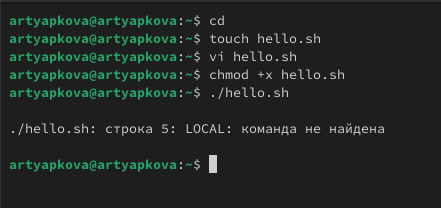 artyapkova@artyapkova:~$ cd
artyapkova@artyapkova:~$ touch hello.sh
artyapkova@artyapkova:~$ vi hello.sh
artyapkova@artyapkova:~$ chmod +x hello.sh
artyapkova@artyapkova:~$ ./hello.sh
./hello.sh: строка 5: LOCAL: команда не найдена
artyapkova@artyapkova:~$